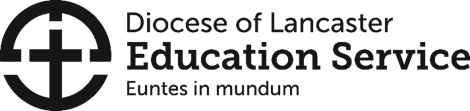 Diocese of Lancaster
Education Service
Euntes in mundum